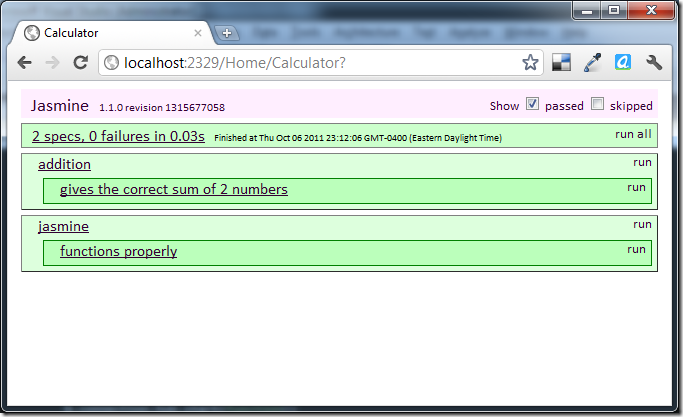 Calculator
localhost:2329/Home/Calculator?
Jasmine 1.1.0 revision 1315677058 Show passed skipped
2 specs, 0 failures in 0.03s Finished at Thu Oct 06 2011 23:12:06 GMT-0400 (Eastern Daylight Time) run all
addition run
gives the correct sum of 2 numbers run
jasmine run
functions properly run